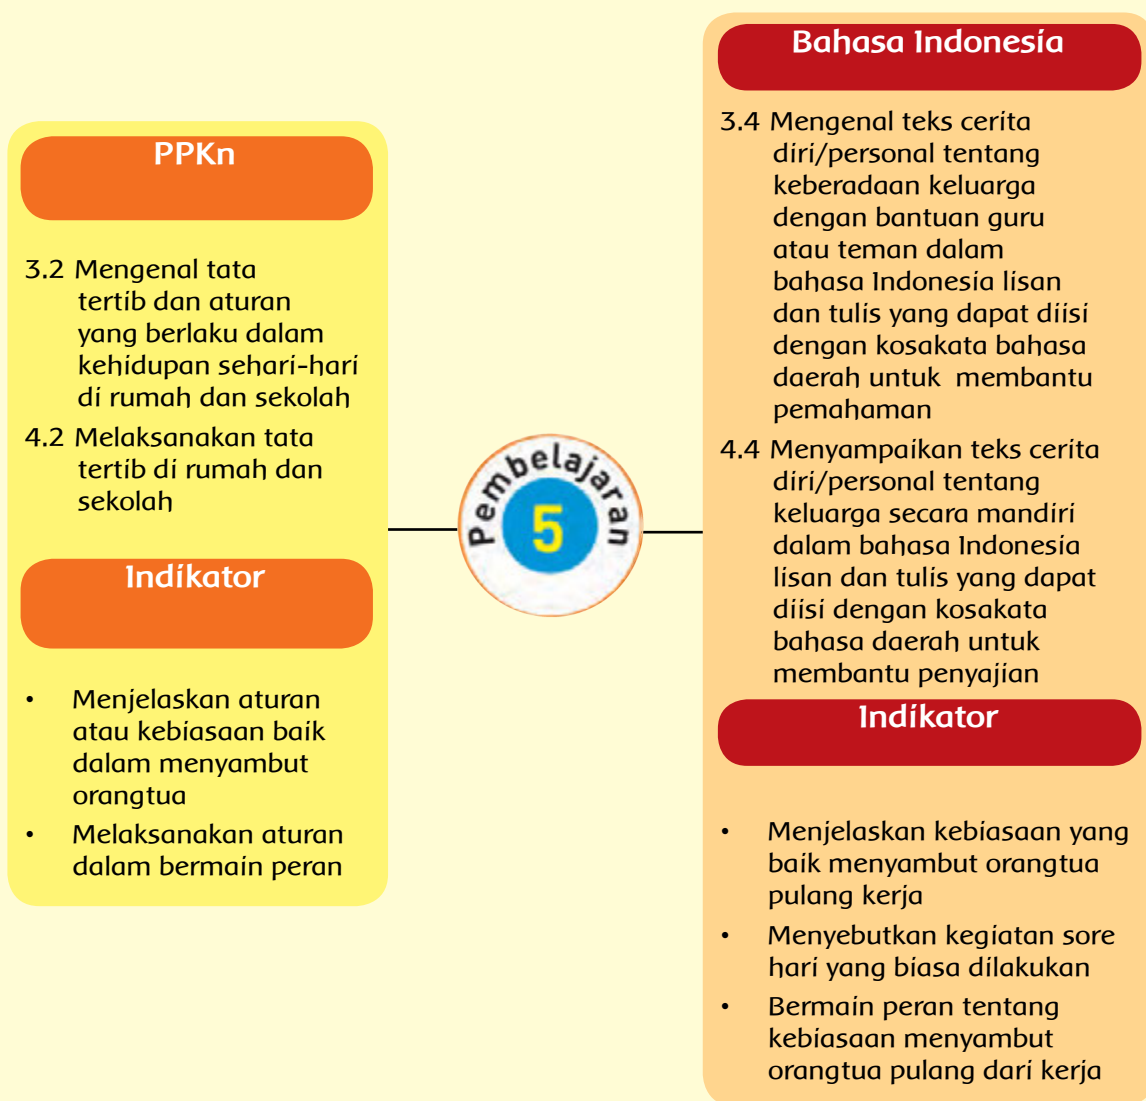 PPKn
3.2 Mengenal tata
tertib dan aturan
yang berlaku dalam
kehidupan sehari-hari
di rumah dan sekolah
4.2 Melaksanakan tata
tertib di rumah dan
sekolah
Indikator
• Menjelaskan aturan
atau kebiasaan baik
dalam menyambut
orangtua
• Melaksanakan aturan
dalam bermain peran
Pembelajaran
5
Bahasa Indonesia
3.4 Mengenal teks cerita
diri/personal tentang
keberadaan keluarga
dengan bantuan guru
atau teman dalam
bahasa Indonesia lisan
dan tulis yang dapat diisi
dengan kosakata bahasa
daerah untuk membantu
pemahaman
4.4 Menyampaikan teks cerita
diri/personal tentang
keluarga secara mandiri
dalam bahasa Indonesia
lisan dan tulis yang dapat
diisi dengan kosakata
bahasa daerah untuk
membantu penyajian
Indikator
• Menjelaskan kebiasaan yang
baik menyambut orangtua
pulang kerja
• Menyebutkan kegiatan sore
hari yang biasa dilakukan
• Bermain peran tentang
kebiasaan menyambut
orangtua pulang dari kerja